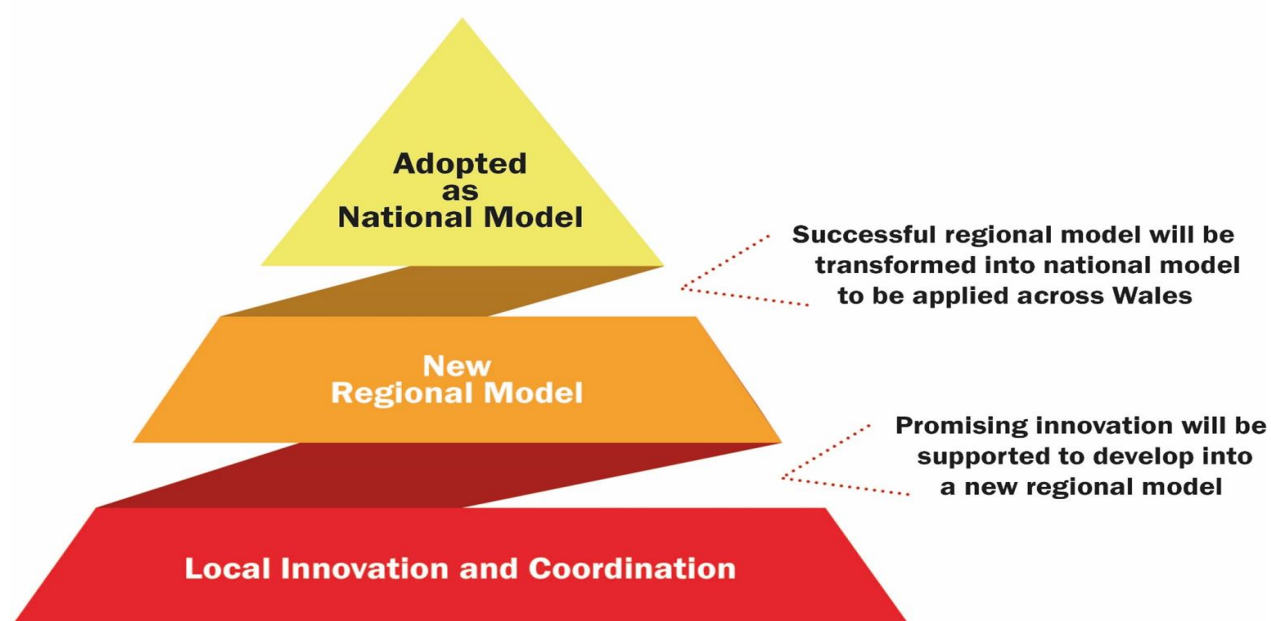 Adopted
as
National Model
Successful regional model will be
transformed into national model
to be applied across Wales
New
Regional Model
Promising innovation will be
supported to develop into
a new regional model
Local Innovation and Coordination